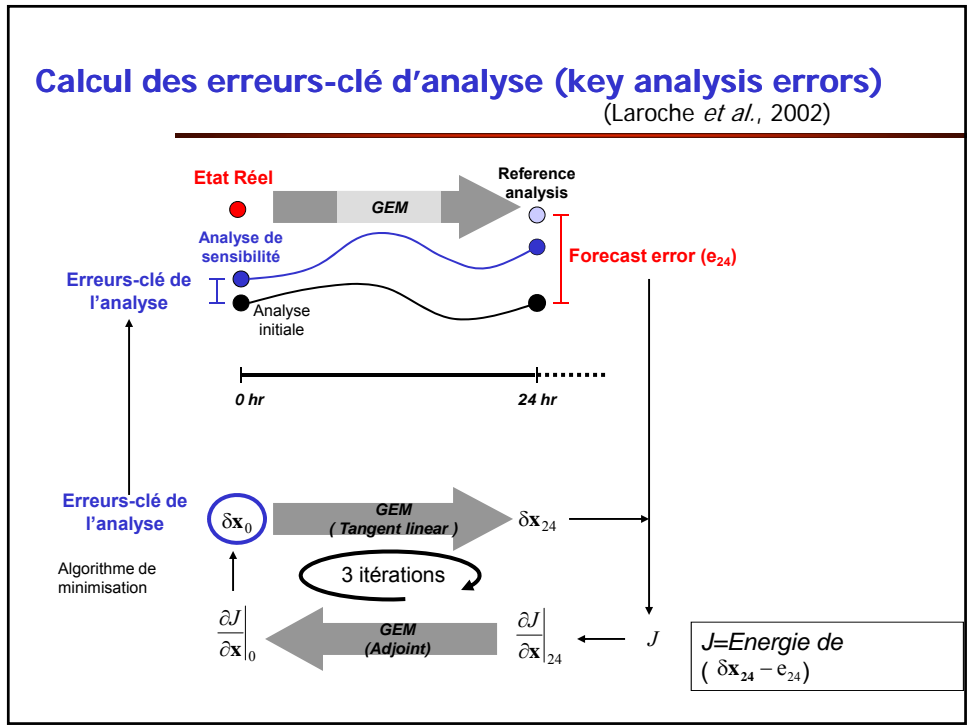 Calcul des erreurs-clé d'analyse (key analysis errors)
(Laroche et al., 2002)
Etat Réel
GEM
Reference
analysis
Analyse de
sensibilité
Forecast error (e₂₄)
Erreurs-clé de
l'analyse
Analyse
initiale
0 hr
24 hr
Erreurs-clé de
l'analyse
δx₀
GEM
( Tangent linear )
δx₂₄
Algorithme de
minimisation
3 itérations
∂J/∂x|₀
GEM
(Adjoint)
∂J/∂x|₂₄
J
J=Energie de
( δx₂₄ − e₂₄)